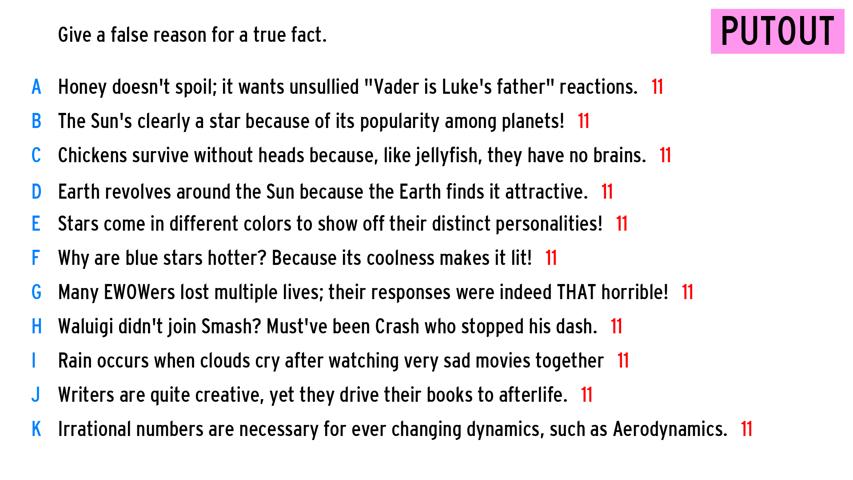 Give a false reason for a true fact.
PUTOUT
A Honey doesn't spoil; it wants unsullied "Vader is Luke's father" reactions. 11
B The Sun's clearly a star because of its popularity among planets! 11
C Chickens survive without heads because, like jellyfish, they have no brains. 11
D Earth revolves around the Sun because the Earth finds it attractive. 11
E Stars come in different colors to show off their distinct personalities! 11
F Why are blue stars hotter? Because its coolness makes it lit! 11
G Many EWOWers lost multiple lives; their responses were indeed THAT horrible! 11
H Waluigi didn't join Smash? Must've been Crash who stopped his dash. 11
I Rain occurs when clouds cry after watching very sad movies together 11
J Writers are quite creative, yet they drive their books to afterlife. 11
K Irrational numbers are necessary for ever changing dynamics, such as Aerodynamics. 11